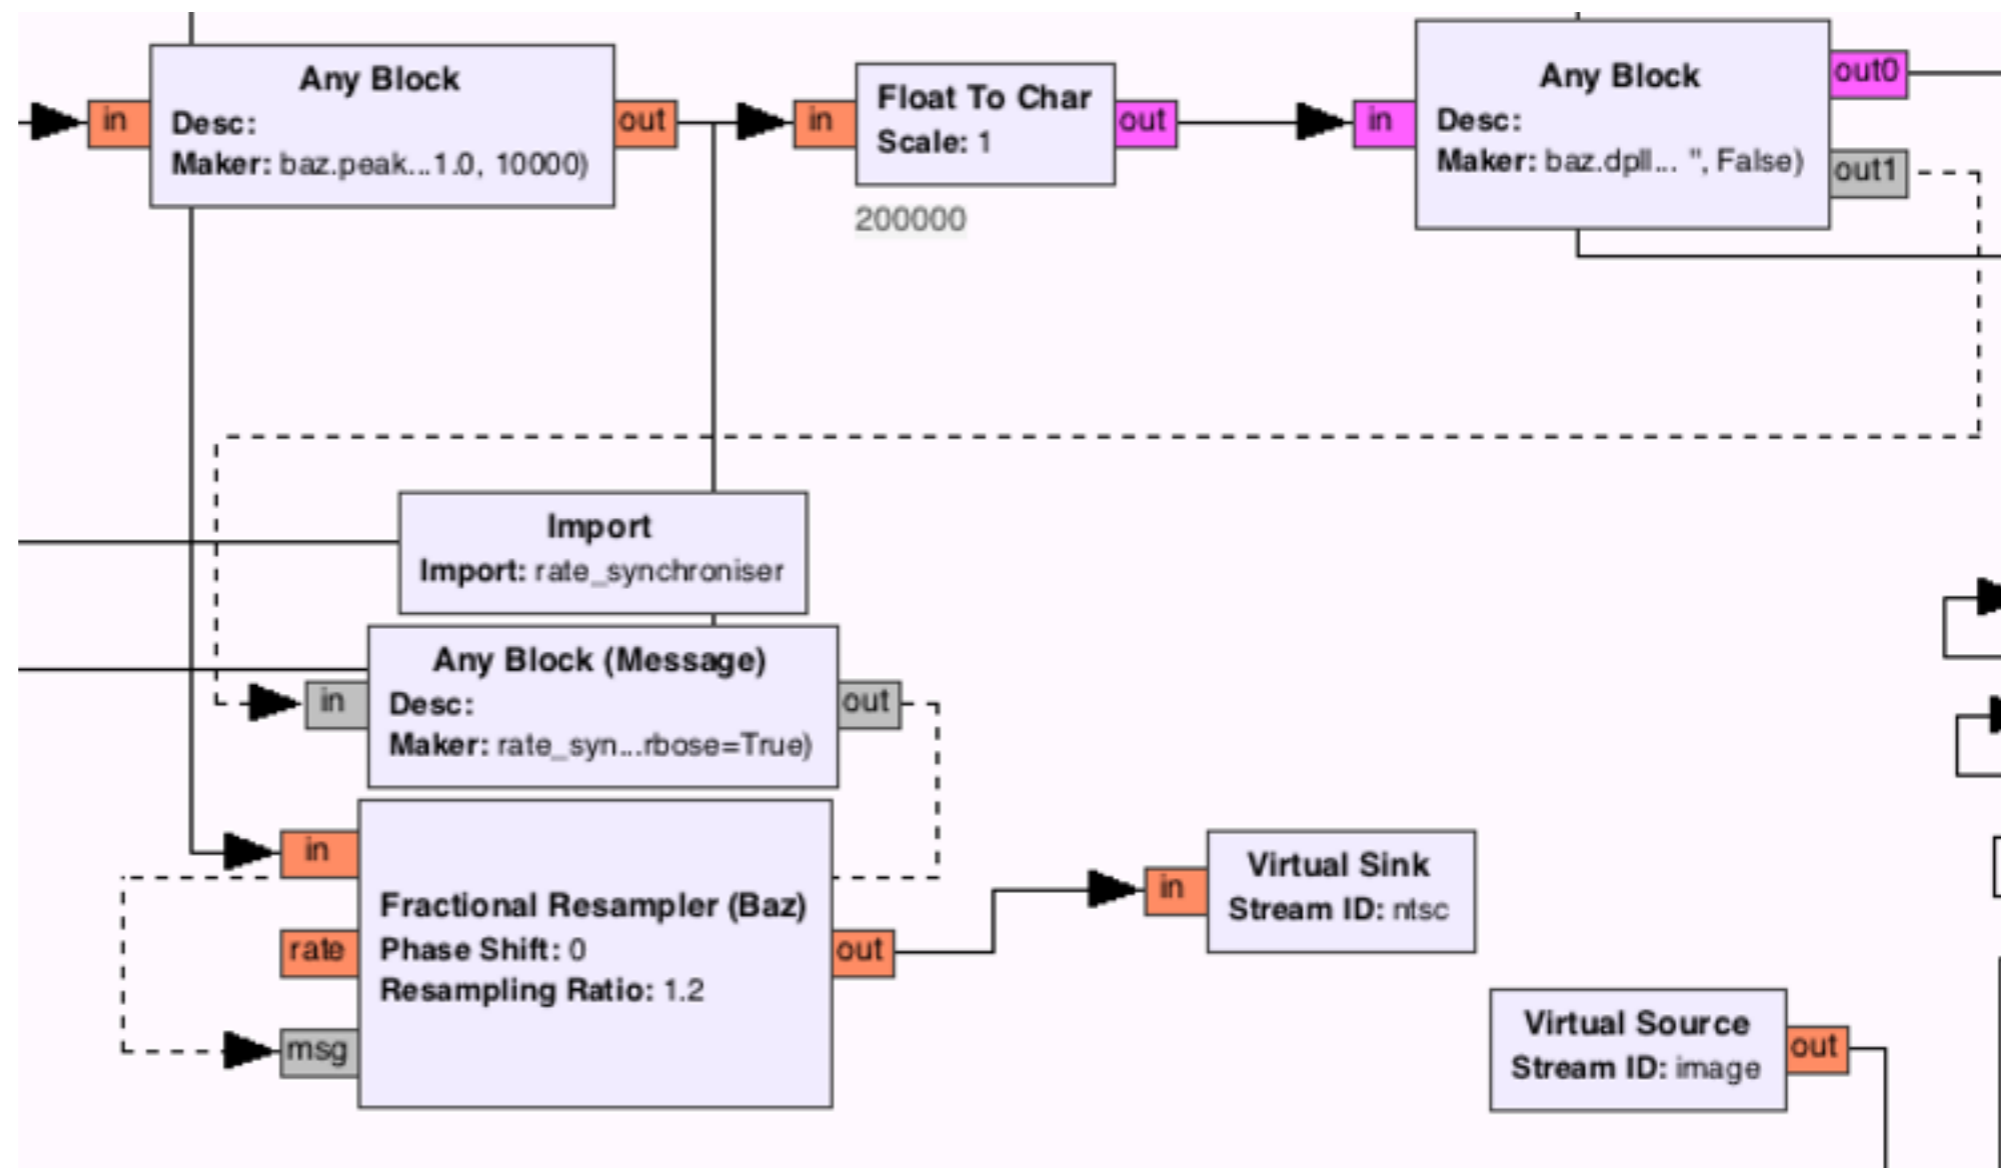 Any Block
in
Desc:
out
Maker: baz.peak...1.0, 10000)
in
Float To Char
Scale: 1
out
200000
in
Any Block
Desc:
Maker: baz.dpll... ", False)
out0
out1
Import
Import: rate_synchroniser
Any Block (Message)
in
Desc:
out
Maker: rate_syn...rbose=True)
in
Fractional Resampler (Baz)
rate
Phase Shift: 0
out
Resampling Ratio: 1.2
msg
in
Virtual Sink
Stream ID: ntsc
Virtual Source
Stream ID: image
out